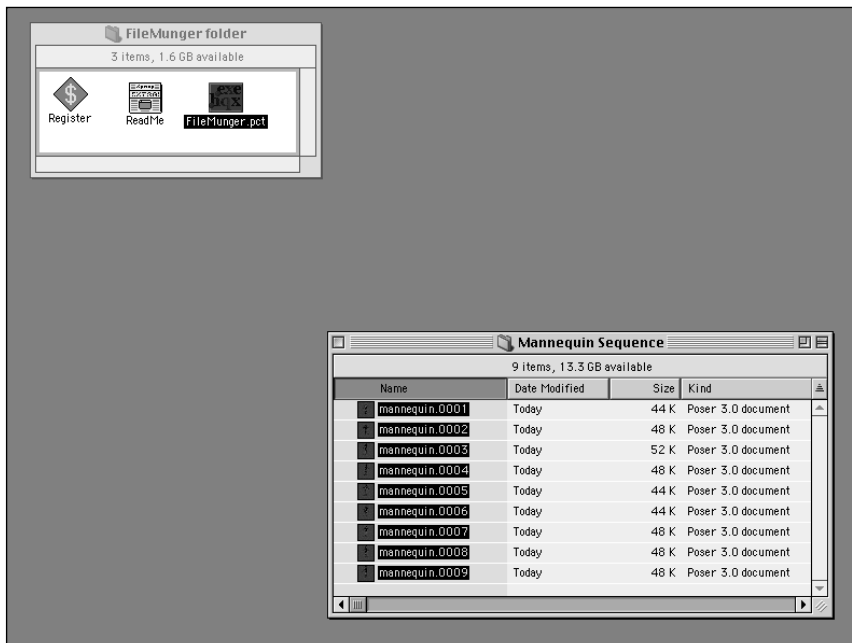 FileMunger folder
3 items, 1.6 GB available
Register
ReadMe
FileMunger.pct
$
EXTRA!
.exe
hqx
Mannequin Sequence
9 items, 13.3 GB available
Name Date Modified Size Kind
mannequin.0001 Today 44 K Poser 3.0 document
mannequin.0002 Today 48 K Poser 3.0 document
mannequin.0003 Today 52 K Poser 3.0 document
mannequin.0004 Today 48 K Poser 3.0 document
mannequin.0005 Today 44 K Poser 3.0 document
mannequin.0006 Today 44 K Poser 3.0 document
mannequin.0007 Today 48 K Poser 3.0 document
mannequin.0008 Today 48 K Poser 3.0 document
mannequin.0009 Today 48 K Poser 3.0 document